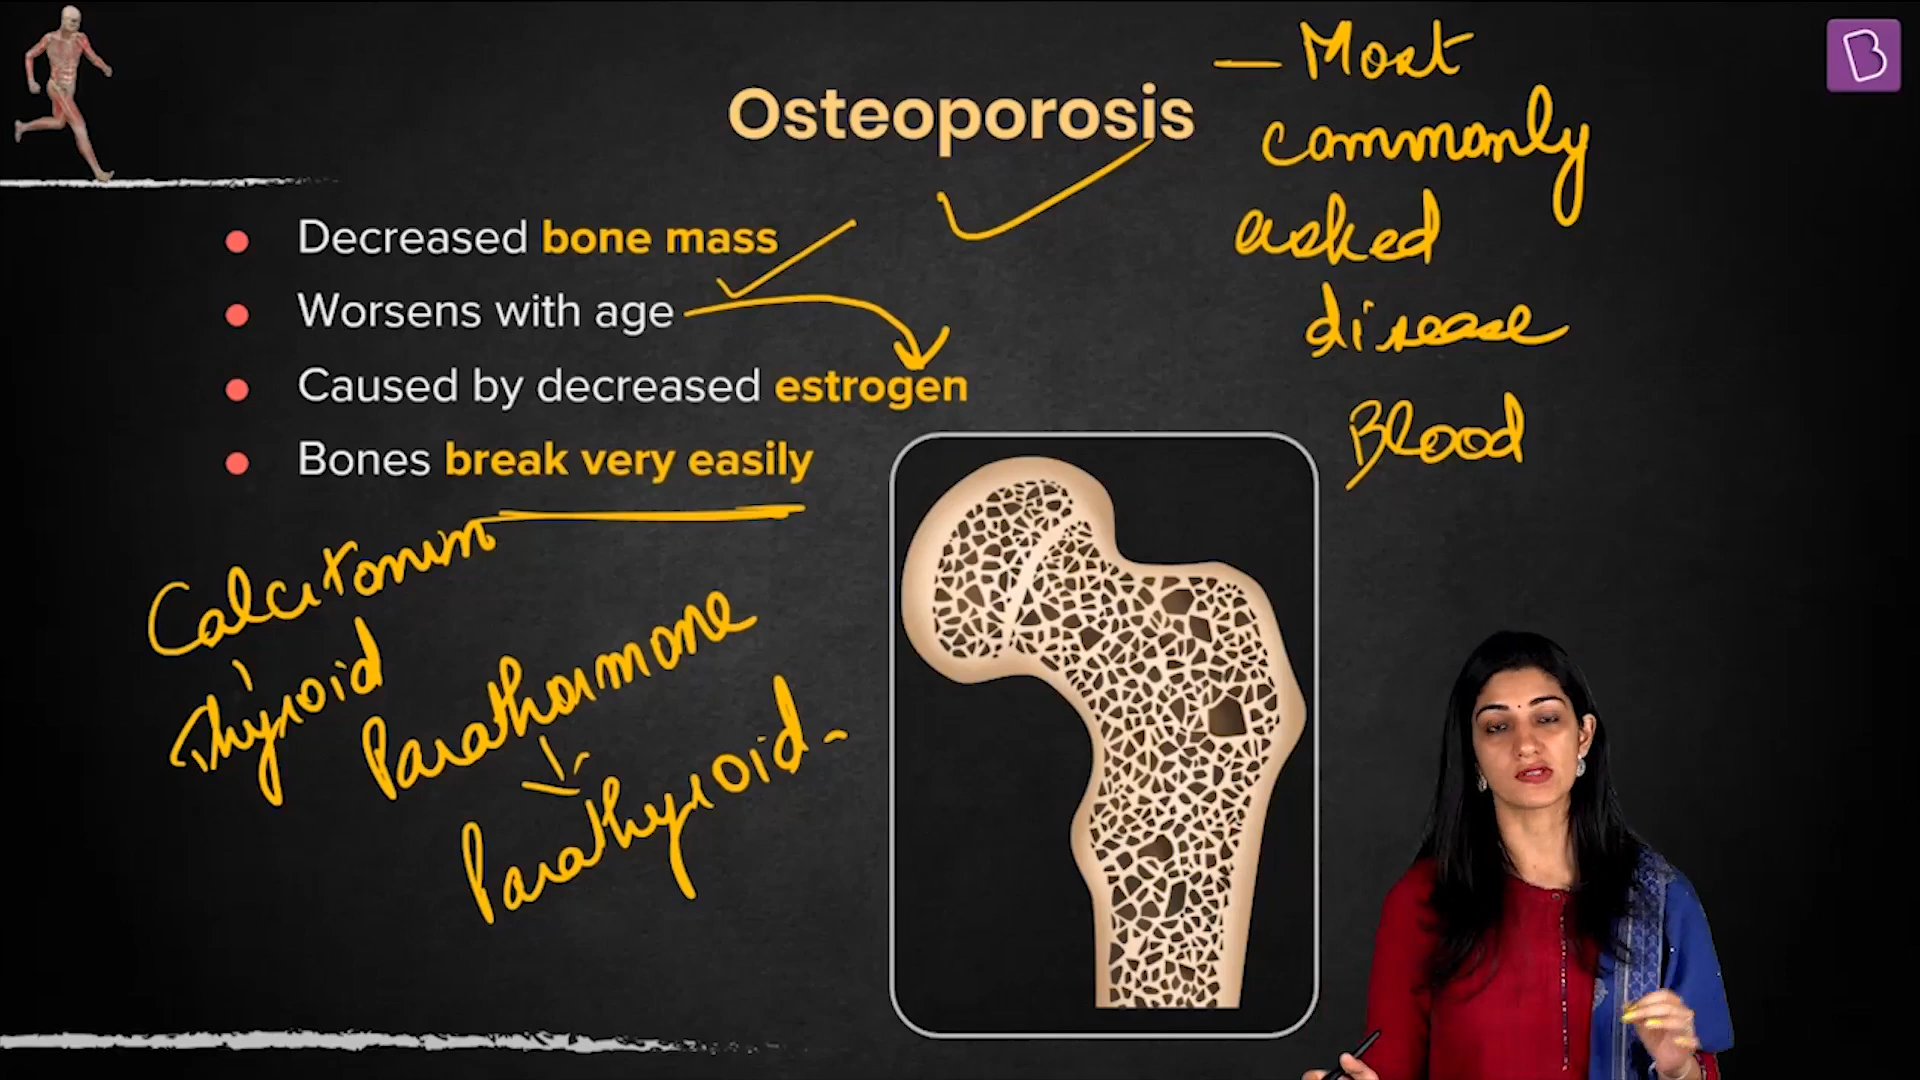 Osteoporosis
— Most
commonly
asked
disease
Blood
Decreased bone mass
Worsens with age
Caused by decreased estrogen
Bones break very easily
Calcitonin
Thyroid
Parathormone
Parathyroid -
B